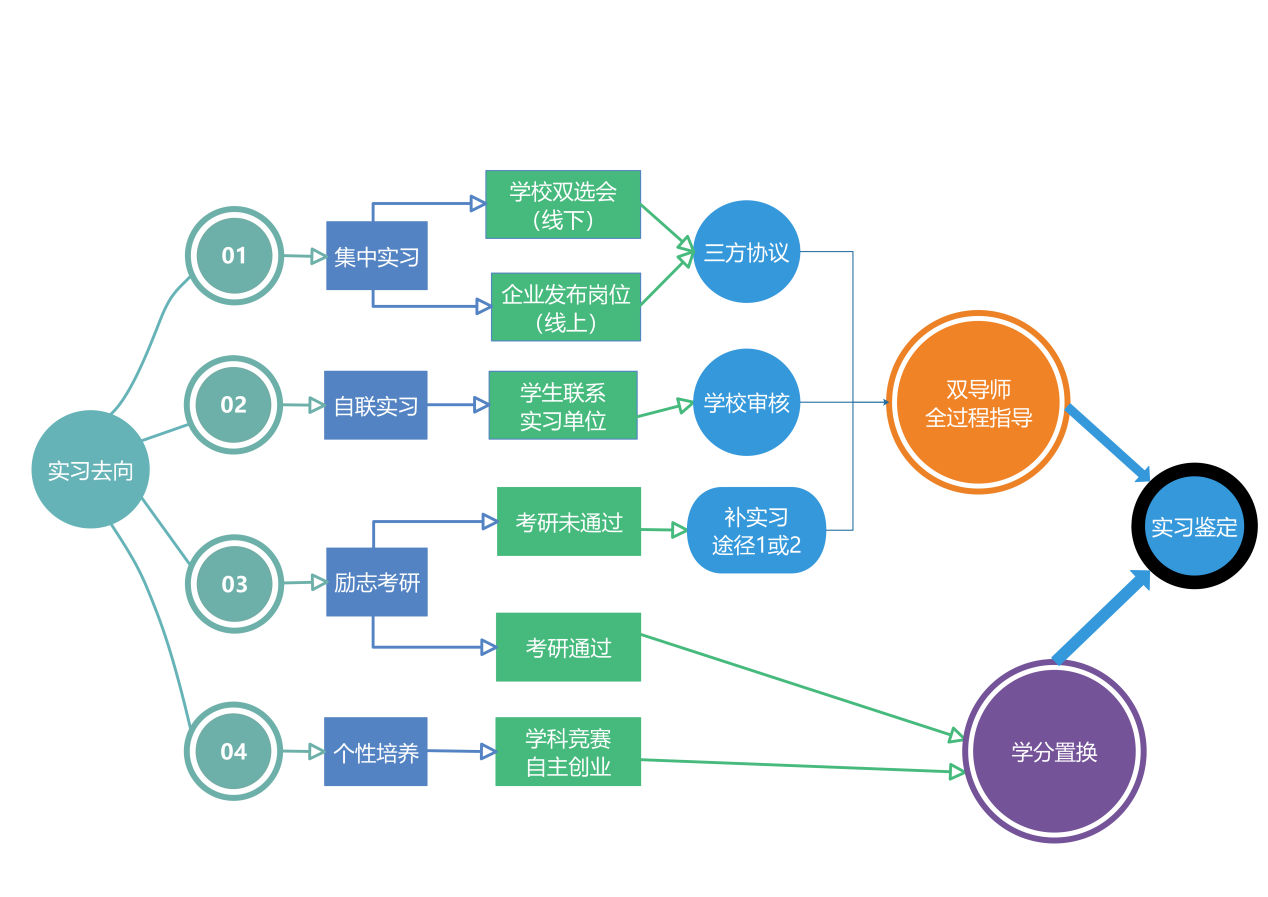 实习去向
01
集中实习
学校双选会
（线下）
企业发布岗位
（线上）
三方协议
02
自联实习
学生联系
实习单位
学校审核
03
励志考研
考研未通过
补实习
途径1或2
考研通过
04
个性培养
学科竞赛
自主创业
双导师
全过程指导
学分置换
实习鉴定